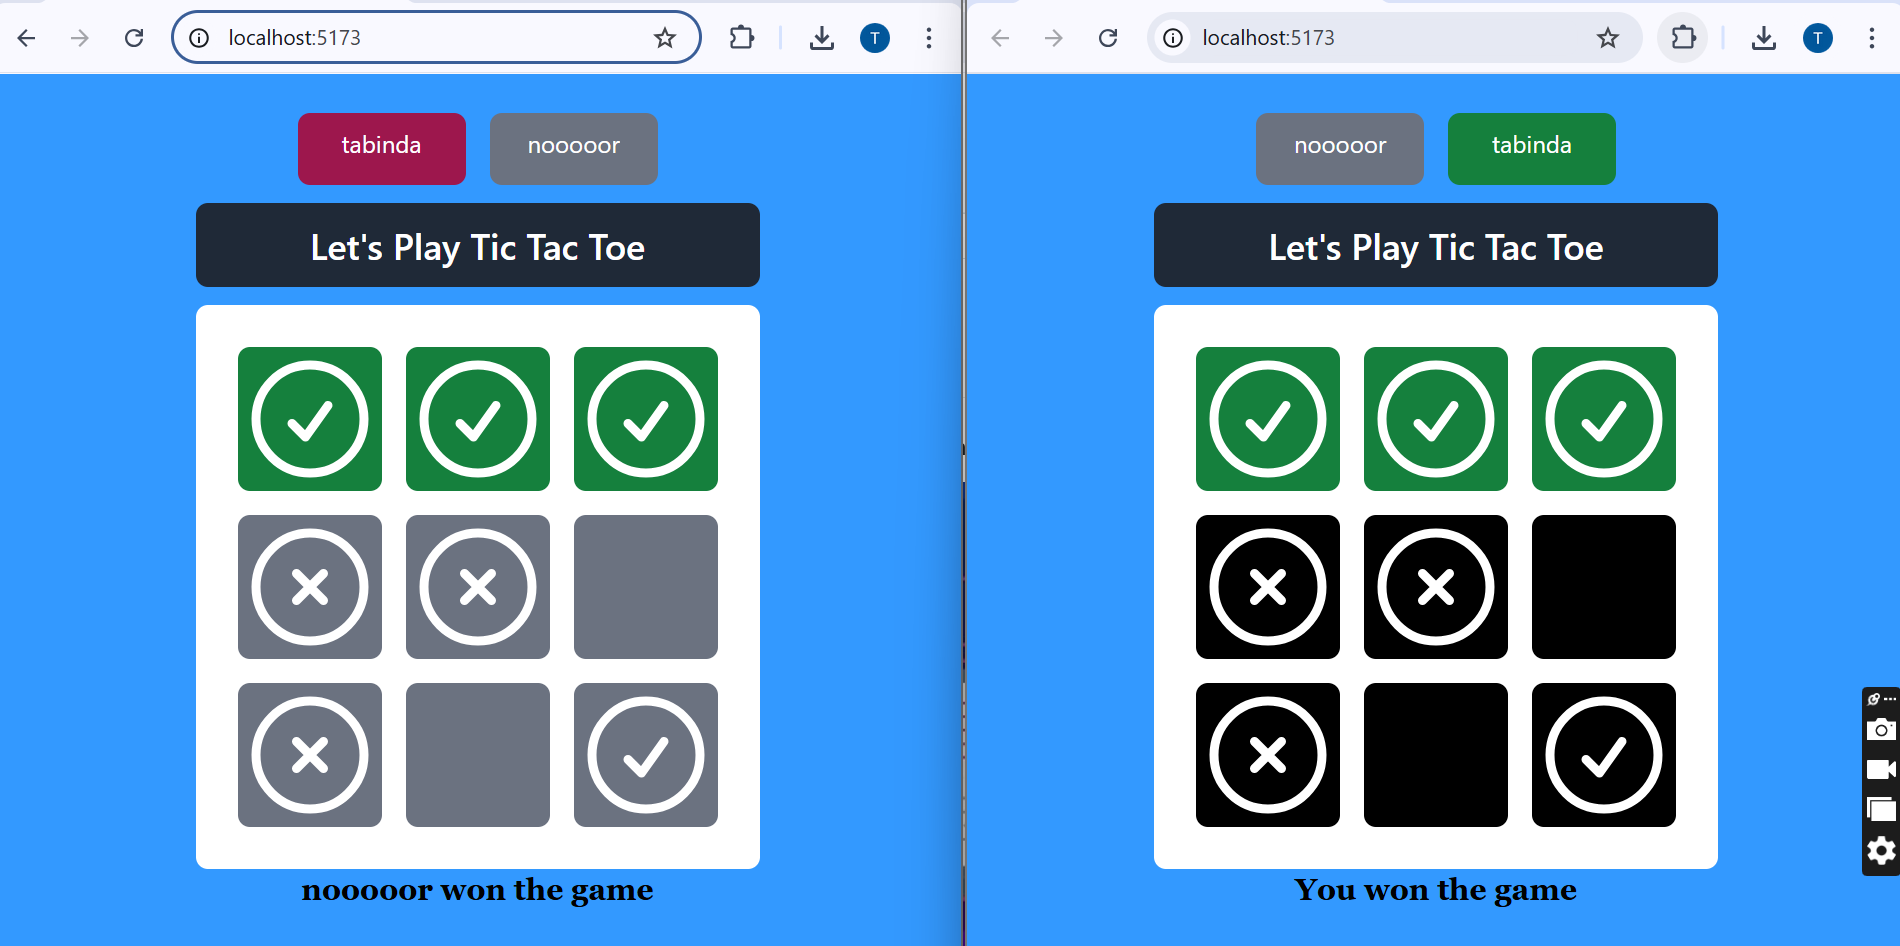 localhost:5173
T
tabinda nooooor
Let's Play Tic Tac Toe
nooooor won the game
localhost:5173
T
nooooor tabinda
Let's Play Tic Tac Toe
You won the game